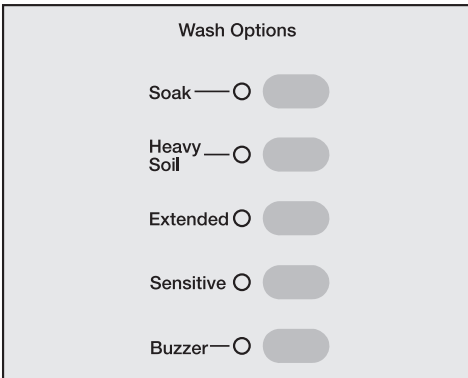 Wash Options
Soak
Heavy
Soil
Extended
Sensitive
Buzzer